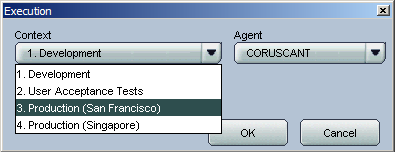 Execution
Context
Agent
1. Development
CORUSCANT
1. Development
2. User Acceptance Tests
3. Production (San Francisco)
4. Production (Singapore)
OK
Cancel